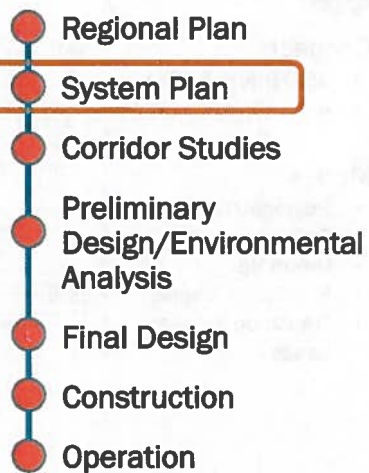 Regional Plan
System Plan
Corridor Studies
Preliminary
Design/Environmental
Analysis
Final Design
Construction
Operation